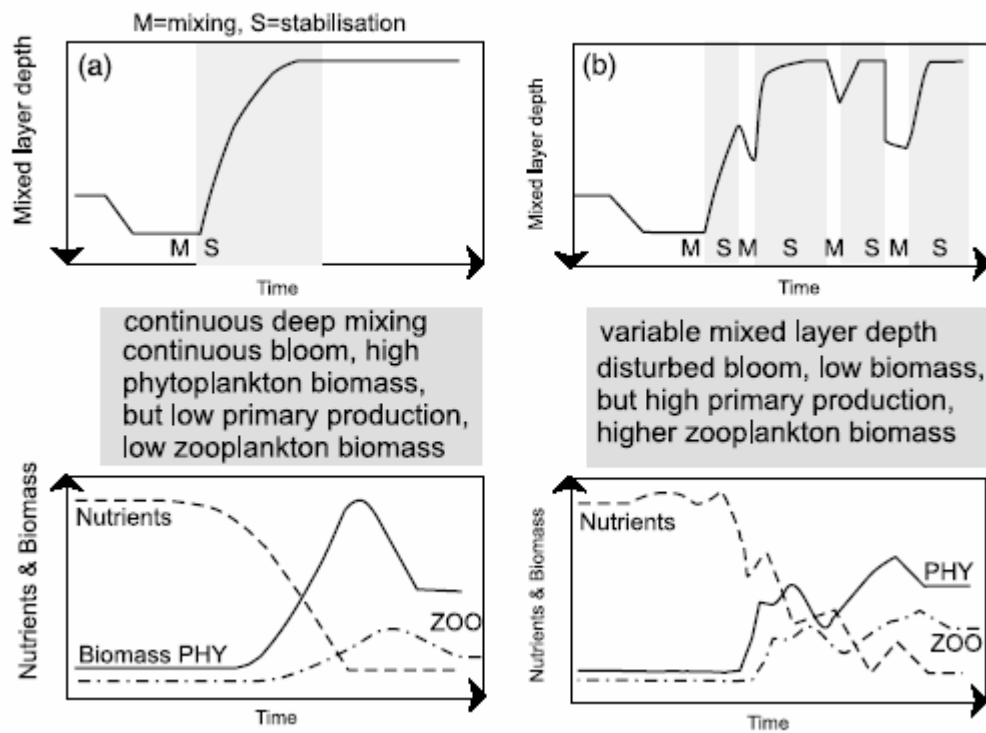 M=mixing, S=stabilisation
(a)
Mixed layer depth
M S
Time
(b)
Mixed layer depth
M S M S M S M S
Time
continuous deep mixing
continuous bloom, high
phytoplankton biomass,
but low primary production,
low zooplankton biomass
variable mixed layer depth
disturbed bloom, low biomass,
but high primary production,
higher zooplankton biomass
Nutrients & Biomass
Nutrients
ZOO
Biomass PHY
Time
Nutrients & Biomass
Nutrients
PHY
ZOO
Time